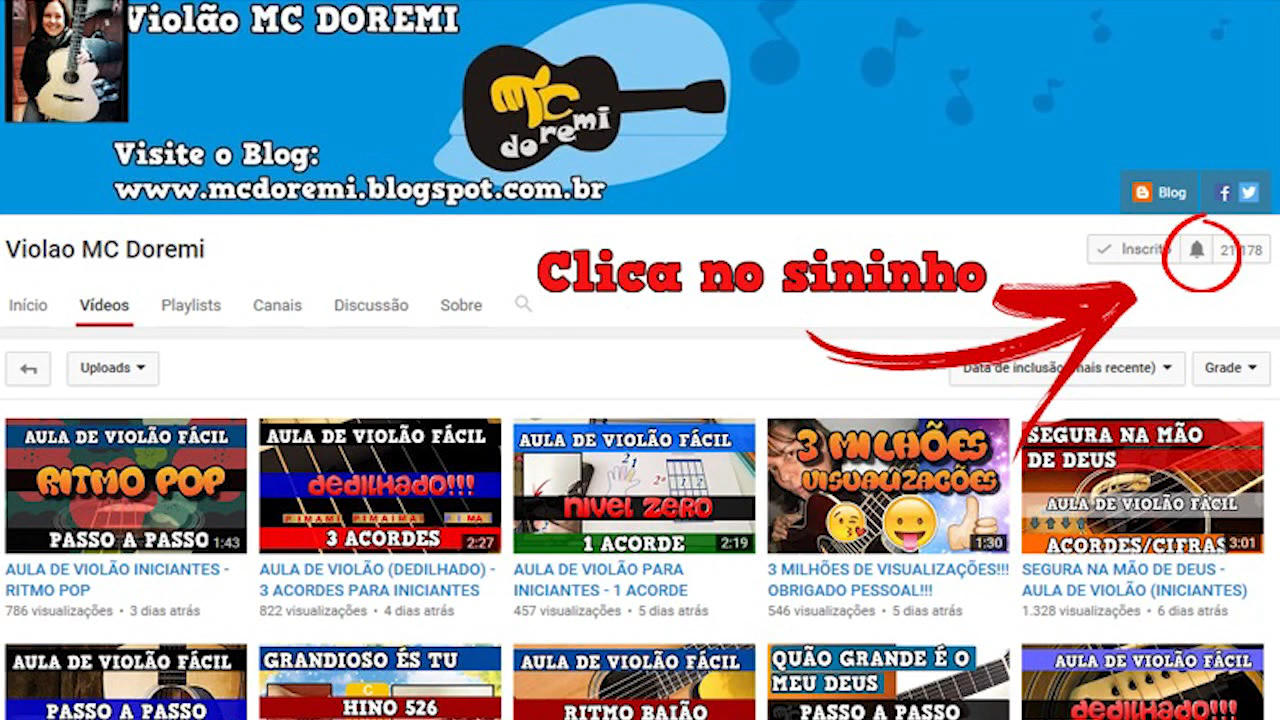 Violão MC DOREMI
mc
doremi
Visite o Blog:
www.mcdoremi.blogspot.com.br
Blog
Violao MC Doremi
Clica no sininho
Início Vídeos Playlists Canais Discussão Sobre
Uploads
Data de inclusão (mais recente) Grade
AULA DE VIOLÃO FÁCIL
RITMO POP
PASSO A PASSO 1:43
AULA DE VIOLÃO INICIANTES -
RITMO POP
786 visualizações • 3 dias atrás
AULA DE VIOLÃO FÁCIL
DEDILHADO!!!
3 ACORDES 2:27
AULA DE VIOLÃO (DEDILHADO) -
3 ACORDES PARA INICIANTES
822 visualizações • 4 dias atrás
AULA DE VIOLÃO FÁCIL
NIVEL ZERO
1 ACORDE 2:19
AULA DE VIOLÃO PARA
INICIANTES - 1 ACORDE
457 visualizações • 5 dias atrás
3 MILHÕES
VISUALIZAÇÕES
1:30
3 MILHÕES DE VISUALIZAÇÕES!!!
OBRIGADO PESSOAL!!!
546 visualizações • 5 dias atrás
SEGURA NA MÃO
DE DEUS
AULA DE VIOLÃO FÁCIL
ACORDES/CIFRAS 3:01
SEGURA NA MÃO DE DEUS -
AULA DE VIOLÃO (INICIANTES)
1.328 visualizações • 6 dias atrás
AULA DE VIOLÃO FÁCIL
PASSO A PASSO
GRANDIOSO ÉS TU
C
HINO 526
AULA DE VIOLÃO FÁCIL
RITMO BAIÃO
QUÃO GRANDE É O
MEU DEUS
PASSO A PASSO
AULA DE VIOLÃO FÁCIL
DEDILHADO!!!